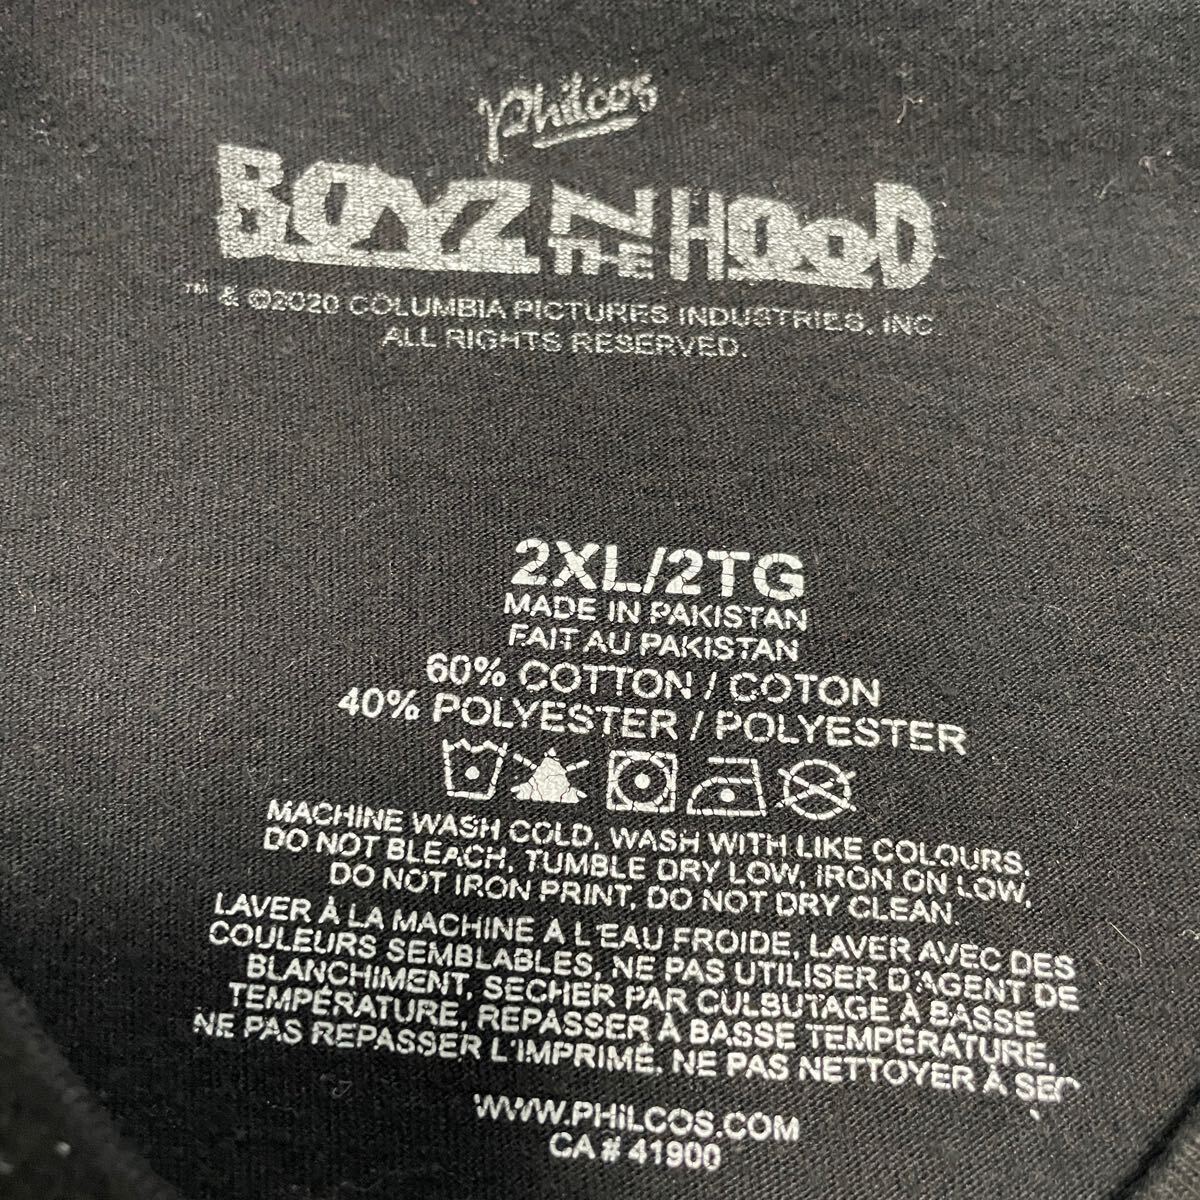 Philcos
BOYZ N THE HOOD
™ & ©2020 COLUMBIA PICTURES INDUSTRIES, INC.
ALL RIGHTS RESERVED.
2XL/2TG
MADE IN PAKISTAN
FAIT AU PAKISTAN
60% COTTON / COTON
40% POLYESTER / POLYESTER
MACHINE WASH COLD, WASH WITH LIKE COLOURS,
DO NOT BLEACH, TUMBLE DRY LOW, IRON ON LOW,
DO NOT IRON PRINT, DO NOT DRY CLEAN.
LAVER À LA MACHINE A L'EAU FROIDE, LAVER AVEC DES
COULEURS SEMBLABLES, NE PAS UTILISER D'AGENT DE
BLANCHIMENT, SECHER PAR CULBUTAGE À BASSE
TEMPÉRATURE, REPASSER À BASSE TEMPÉRATURE,
NE PAS REPASSER L'IMPRIMÉ, NE PAS NETTOYER À SEC
WWW.PHILCOS.COM
CA # 41900